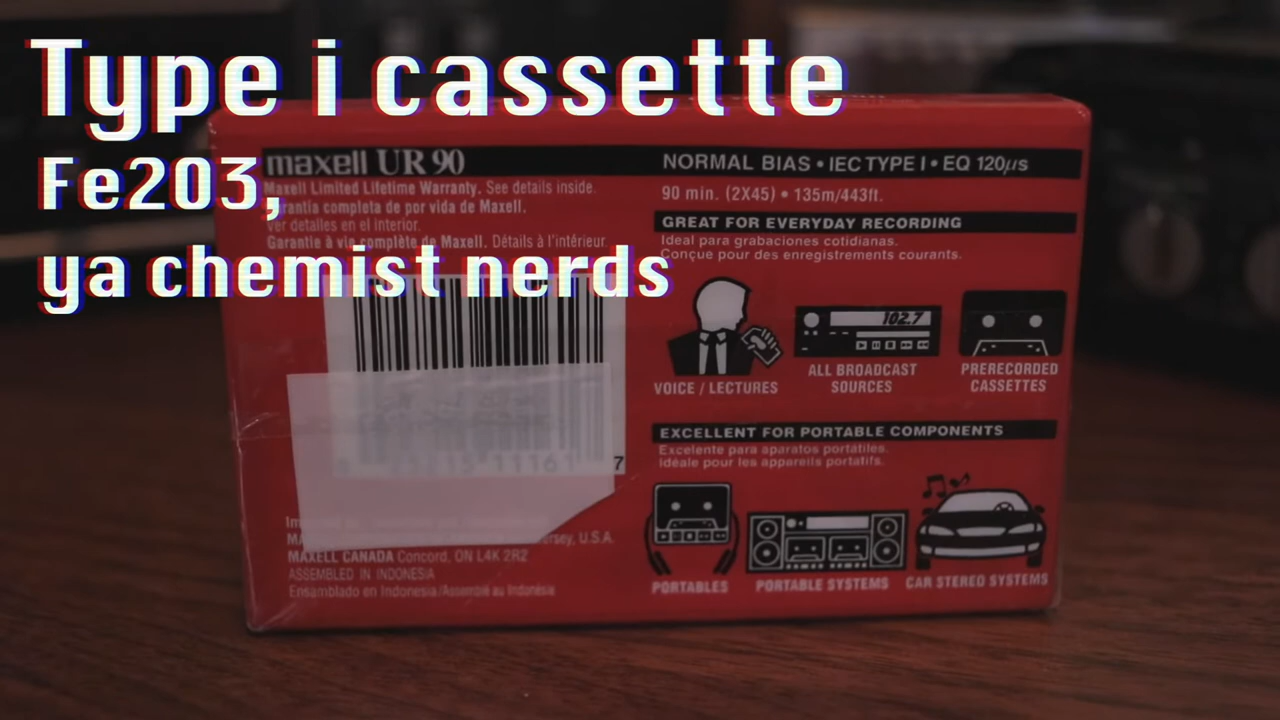 Type i cassette
Fe203,
ya chemist nerds
maxell UR 90
Maxell Limited Lifetime Warranty. See details inside.
Garantía completa de por vida de Maxell.
Ver detalles en el interior.
Garantie à vie complète de Maxell. Détails à l'intérieur.
NORMAL BIAS • IEC TYPE I • EQ 120µs
90 min. (2X45) • 135m/443ft.
GREAT FOR EVERYDAY RECORDING
Ideal para grabaciones cotidianas.
Conçue pour des enregistrements courants.
102.7
VOICE / LECTURES
ALL BROADCAST
SOURCES
PRERECORDED
CASSETTES
EXCELLENT FOR PORTABLE COMPONENTS
Excelente para aparatos portátiles.
Idéale pour les appareils portatifs.
PORTABLES
PORTABLE SYSTEMS
CAR STEREO SYSTEMS
7
U.S.A.
MAXELL CANADA Concord, ON L4K 2R2
ASSEMBLED IN INDONESIA
Ensamblado en Indonesia/Assemblé au Indonésie